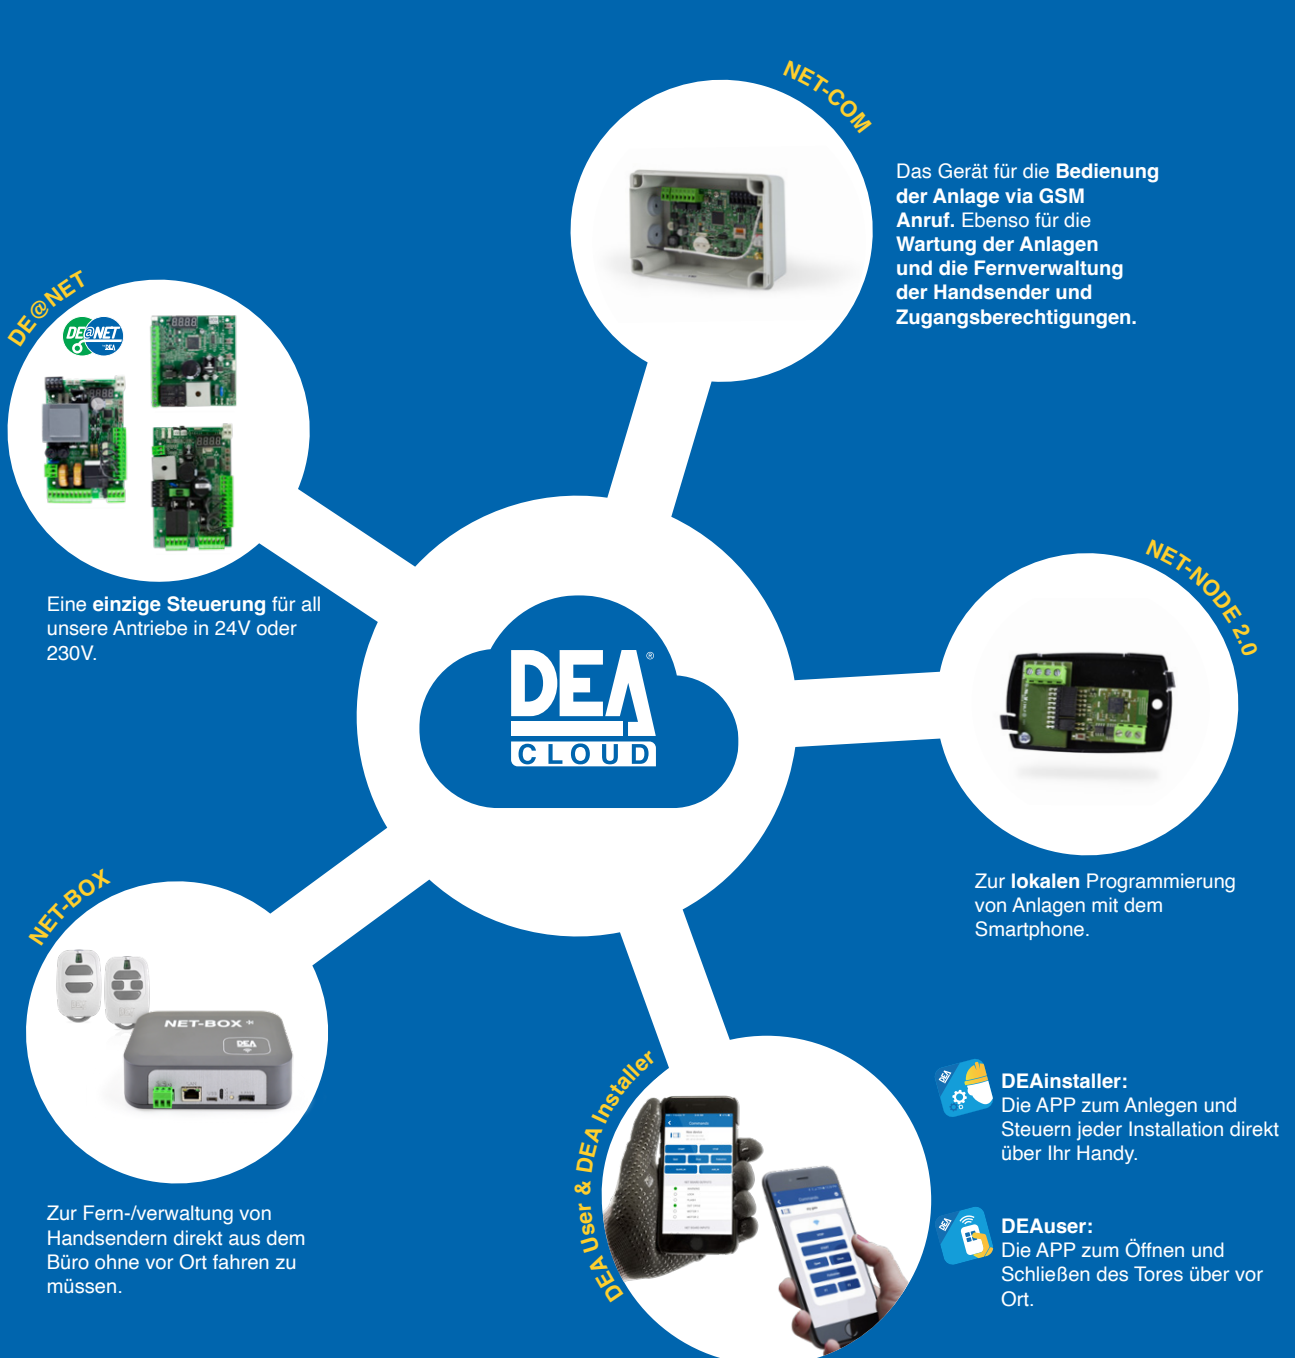 NET-COM
Das Gerät für die Bedienung
der Anlage via GSM
Anruf. Ebenso für die
Wartung der Anlagen
und die Fernverwaltung
der Handsender und
Zugangsberechtigungen.
DE@NET
DE@NET
DEA
Eine einzige Steuerung für all
unsere Antriebe in 24V oder
230V.
DEA®
CLOUD
NET-NODE 2.0
Zur lokalen Programmierung
von Anlagen mit dem
Smartphone.
NET-BOX
NET-BOX
DEA
Zur Fern-/verwaltung von
Handsendern direkt aus dem
Büro ohne vor Ort fahren zu
müssen.
DEA User & DEA Installer
Commands
Commands
DEA
DEAinstaller:
Die APP zum Anlegen und
Steuern jeder Installation direkt
über Ihr Handy.
DEA
DEAuser:
Die APP zum Öffnen und
Schließen des Tores über vor
Ort.